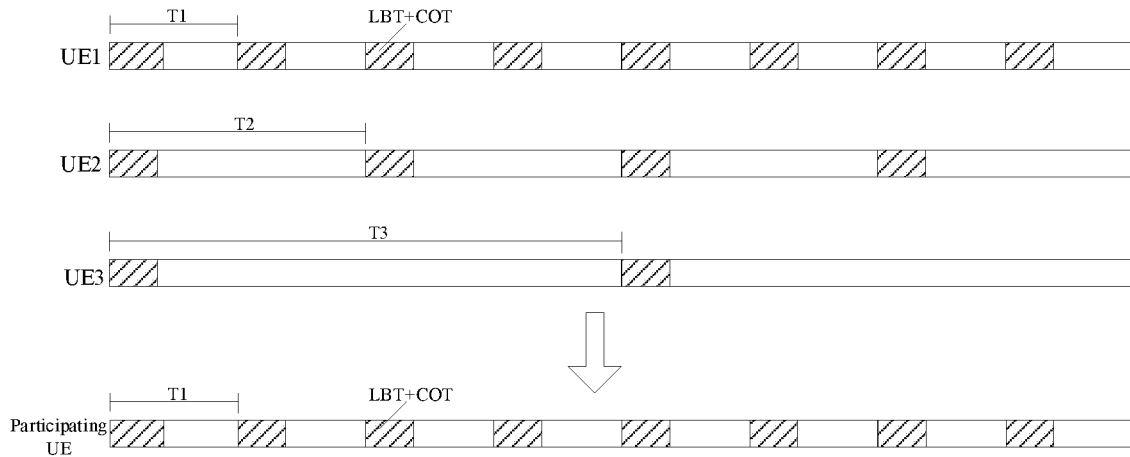 T1
LBT+COT
UE1
T2
UE2
T3
UE3
T1
LBT+COT
Participating
UE